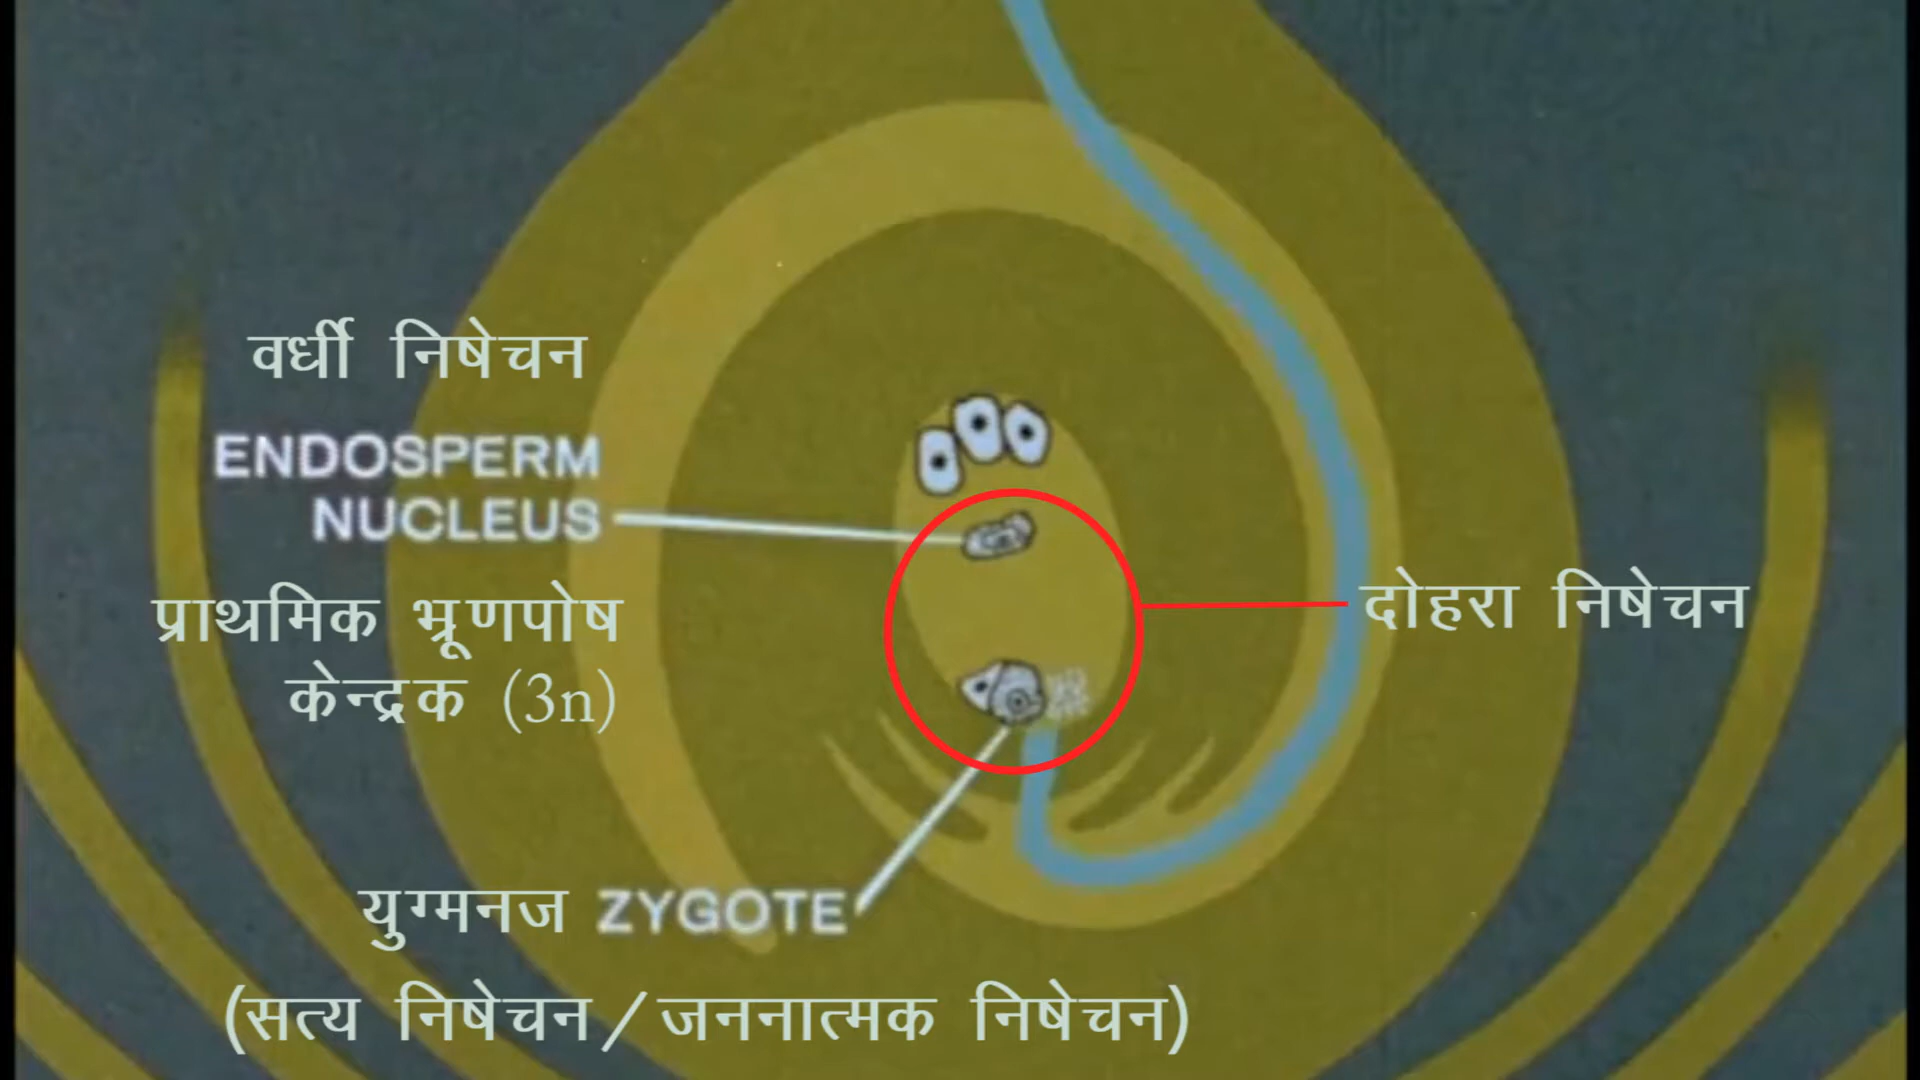 वर्धी निषेचन
ENDOSPERM
NUCLEUS
प्राथमिक भ्रूणपोष
केन्द्रक (3n)
दोहरा निषेचन
युग्मनज ZYGOTE
(सत्य निषेचन/जननात्मक निषेचन)